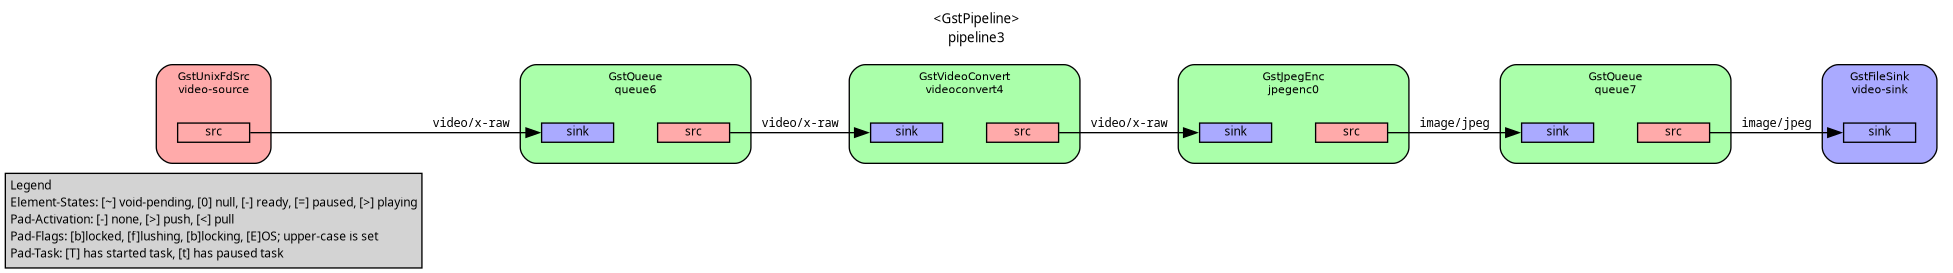 <GstPipeline>
pipeline3
GstUnixFdSrc
video-source
src
video/x-raw
GstQueue
queue6
sink
src
video/x-raw
GstVideoConvert
videoconvert4
sink
src
video/x-raw
GstJpegEnc
jpegenc0
sink
src
image/jpeg
GstQueue
queue7
sink
src
image/jpeg
GstFileSink
video-sink
sink
Legend
Element-States: [~] void-pending, [0] null, [-] ready, [=] paused, [>] playing
Pad-Activation: [-] none, [>] push, [<] pull
Pad-Flags: [b]locked, [f]lushing, [b]locking, [E]OS; upper-case is set
Pad-Task: [T] has started task, [t] has paused task